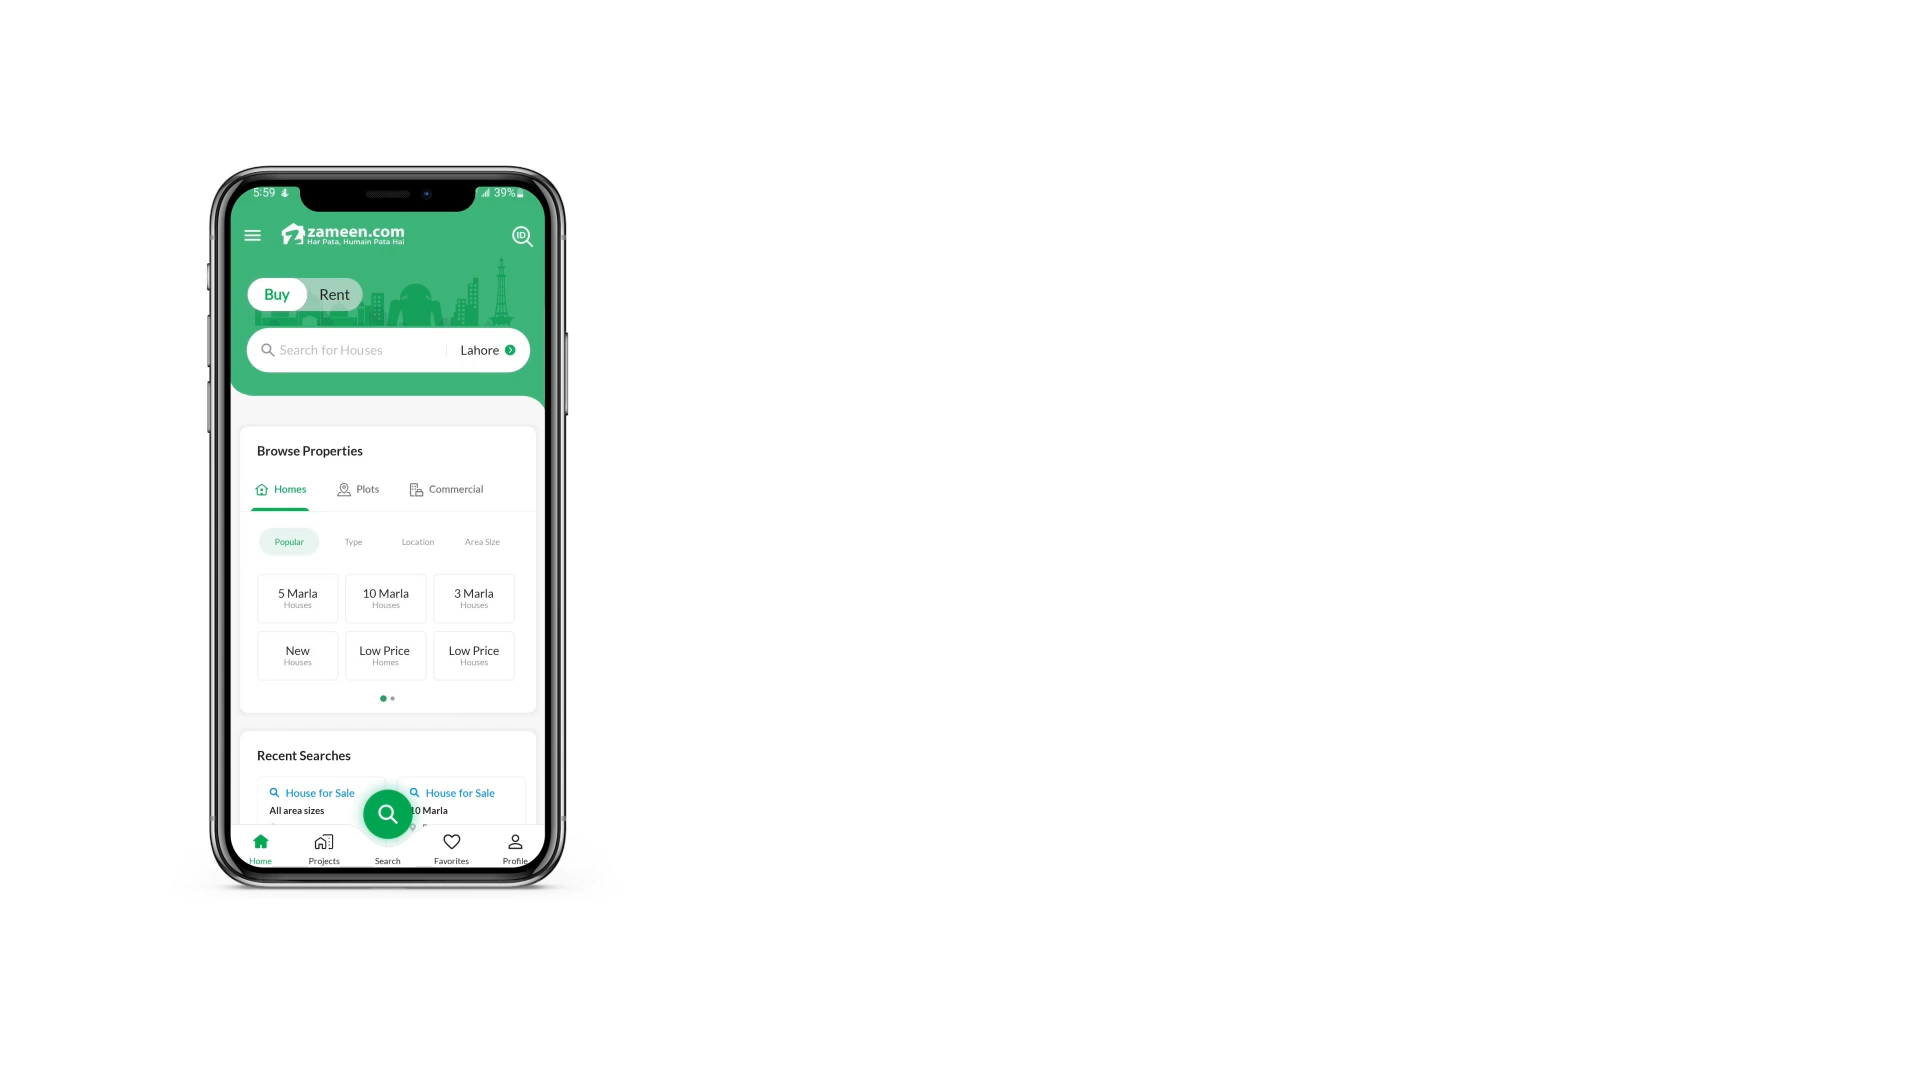 5:59
39%
zameen.com
Har Pata, Humain Pata Hai
ID
Buy
Rent
Search for Houses
Lahore
Browse Properties
Homes
Plots
Commercial
Popular
Type
Location
Area Size
5 Marla
Houses
10 Marla
Houses
3 Marla
Houses
New
Houses
Low Price
Homes
Low Price
Houses
Recent Searches
House for Sale
All area sizes
House for Sale
10 Marla
Home
Projects
Search
Favorites
Profile